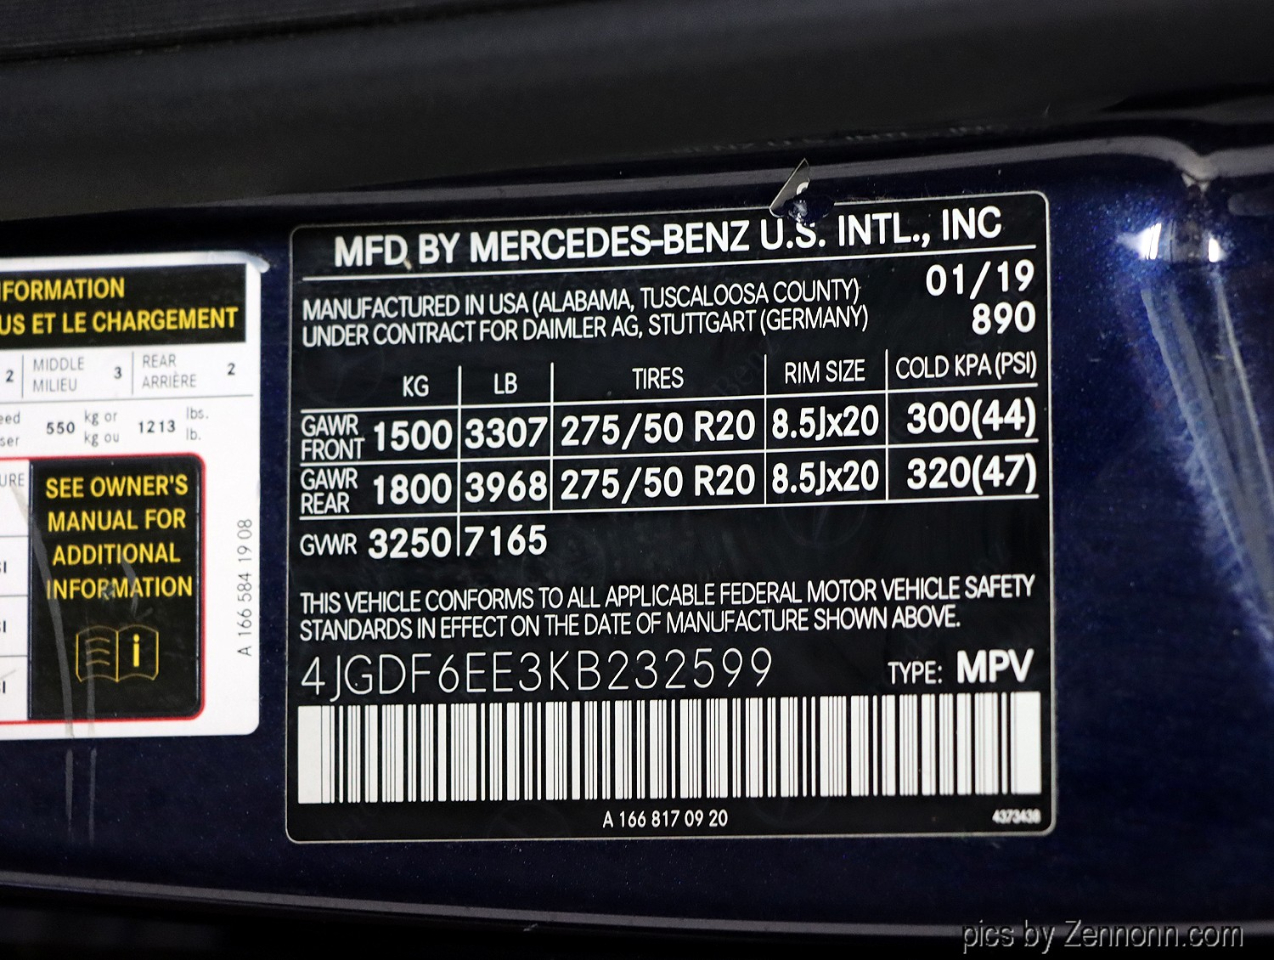 MFD BY MERCEDES-BENZ U.S. INTL., INC
MANUFACTURED IN USA (ALABAMA, TUSCALOOSA COUNTY) 01/19
UNDER CONTRACT FOR DAIMLER AG, STUTTGART (GERMANY) 890
KG LB TIRES RIM SIZE COLD KPA (PSI)
GAWR FRONT 1500 3307 275/50 R20 8.5Jx20 300(44)
GAWR REAR 1800 3968 275/50 R20 8.5Jx20 320(47)
GVWR 3250 7165
THIS VEHICLE CONFORMS TO ALL APPLICABLE FEDERAL MOTOR VEHICLE SAFETY
STANDARDS IN EFFECT ON THE DATE OF MANUFACTURE SHOWN ABOVE.
4JGDF6EE3KB232599 TYPE: MPV
A 166 817 09 20 4373438
NFORMATION
US ET LE CHARGEMENT
2 MIDDLE MILIEU 3 REAR ARRIÈRE 2
550 kg or kg ou 1213 lbs. lb.
SEE OWNER'S
MANUAL FOR
ADDITIONAL
INFORMATION
i
A 166 584 19 08
pics by Zennonn.com